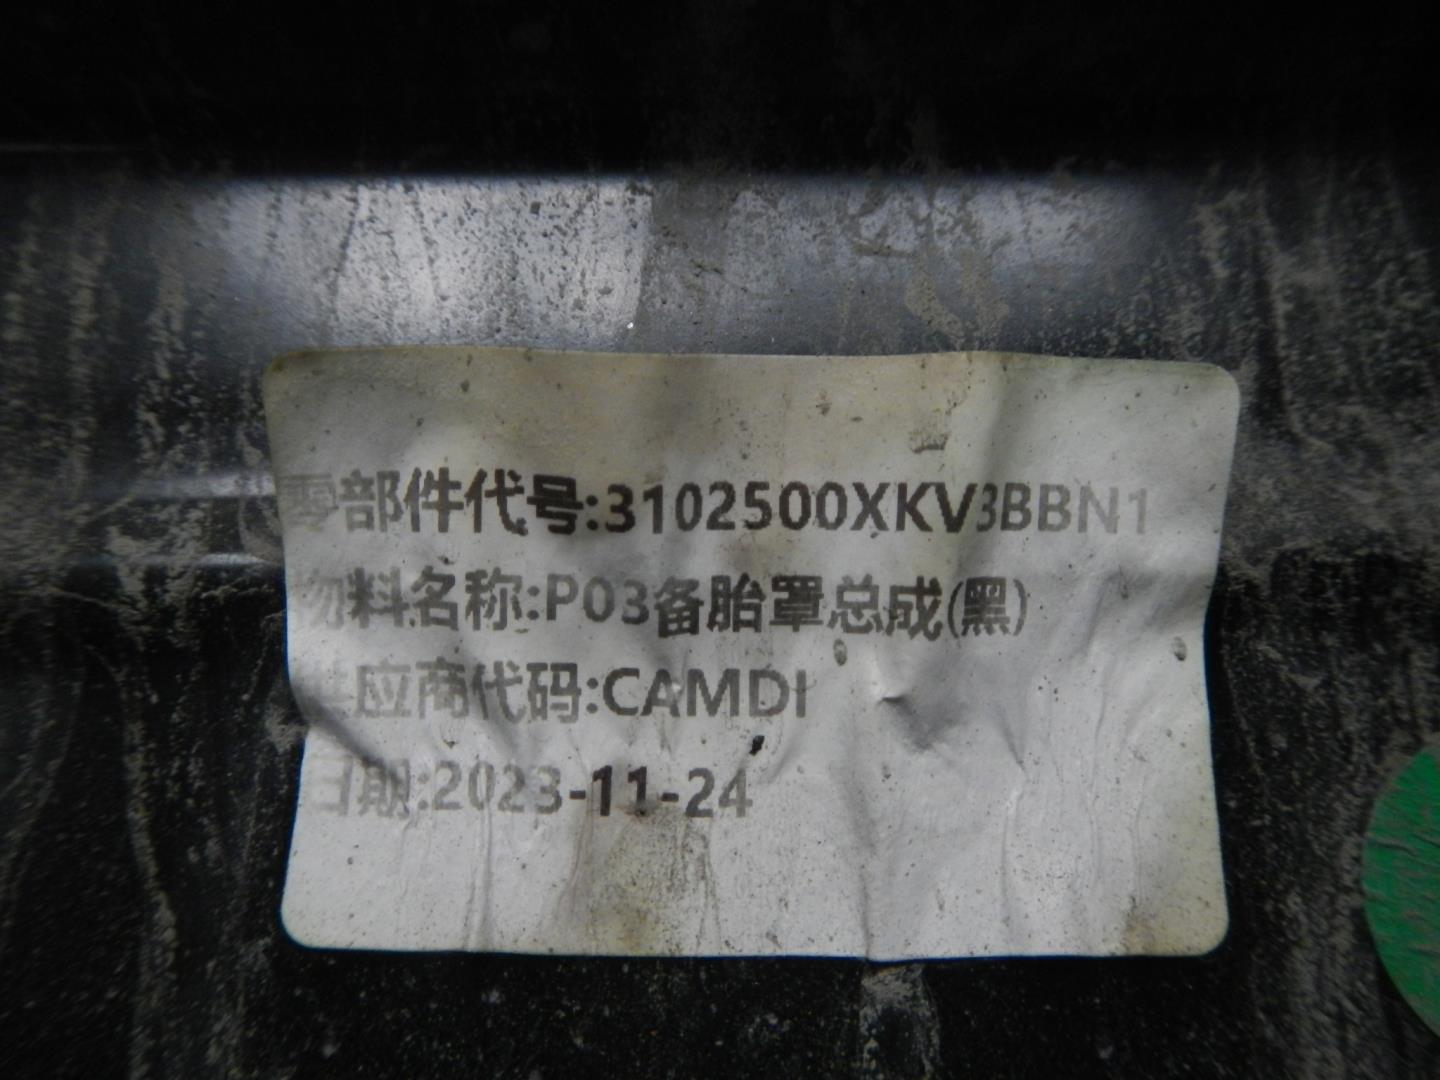 零部件代号:3102500XKV3BBN1
物料名称:P03备胎罩总成(黑)
供应商代码:CAMDI
日期:2023-11-24